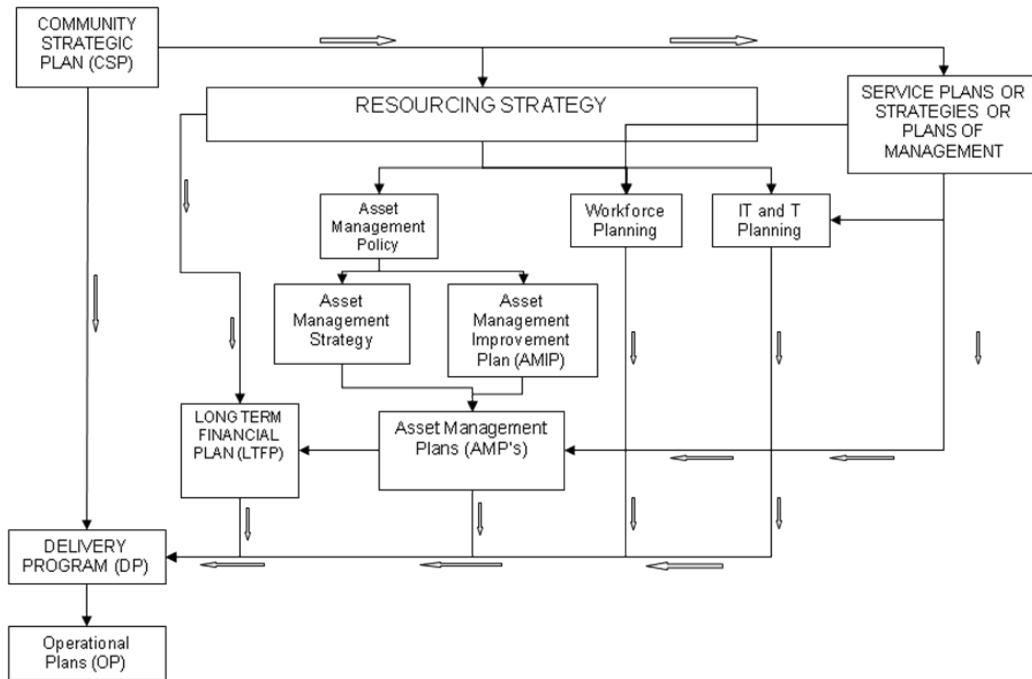 COMMUNITY
STRATEGIC
PLAN (CSP)
RESOURCING STRATEGY
SERVICE PLANS OR
STRATEGIES OR
PLANS OF
MANAGEMENT
Asset
Management
Policy
Workforce
Planning
IT and T
Planning
Asset
Management
Strategy
Asset
Management
Improvement
Plan (AMIP)
LONG TERM
FINANCIAL
PLAN (LTFP)
Asset Management
Plans (AMP's)
DELIVERY
PROGRAM (DP)
Operational
Plans (OP)